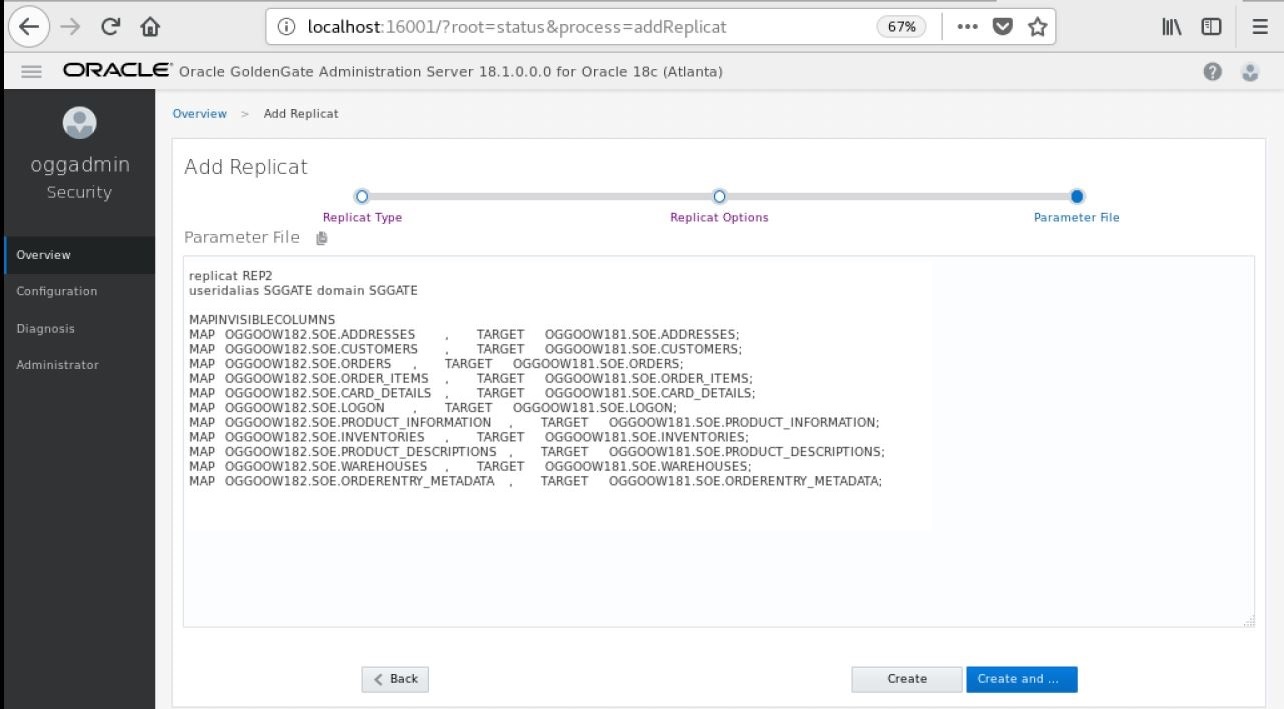 localhost:16001/?root=status&process=addReplicat 67%
ORACLE Oracle GoldenGate Administration Server 18.1.0.0.0 for Oracle 18c (Atlanta)
oggadmin
Security
Overview
Configuration
Diagnosis
Administrator
Overview > Add Replicat
Add Replicat
Replicat Type Replicat Options Parameter File
Parameter File
replicat REP2
useridalias SGGATE domain SGGATE
MAPINVISIBLECOLUMNS
MAP OGGOOW182.SOE.ADDRESSES , TARGET OGGOOW181.SOE.ADDRESSES;
MAP OGGOOW182.SOE.CUSTOMERS , TARGET OGGOOW181.SOE.CUSTOMERS;
MAP OGGOOW182.SOE.ORDERS , TARGET OGGOOW181.SOE.ORDERS;
MAP OGGOOW182.SOE.ORDER_ITEMS , TARGET OGGOOW181.SOE.ORDER_ITEMS;
MAP OGGOOW182.SOE.CARD_DETAILS , TARGET OGGOOW181.SOE.CARD_DETAILS;
MAP OGGOOW182.SOE.LOGON , TARGET OGGOOW181.SOE.LOGON;
MAP OGGOOW182.SOE.PRODUCT_INFORMATION , TARGET OGGOOW181.SOE.PRODUCT_INFORMATION;
MAP OGGOOW182.SOE.INVENTORIES , TARGET OGGOOW181.SOE.INVENTORIES;
MAP OGGOOW182.SOE.PRODUCT_DESCRIPTIONS , TARGET OGGOOW181.SOE.PRODUCT_DESCRIPTIONS;
MAP OGGOOW182.SOE.WAREHOUSES , TARGET OGGOOW181.SOE.WAREHOUSES;
MAP OGGOOW182.SOE.ORDERENTRY_METADATA , TARGET OGGOOW181.SOE.ORDERENTRY_METADATA;
Back Create Create and ...